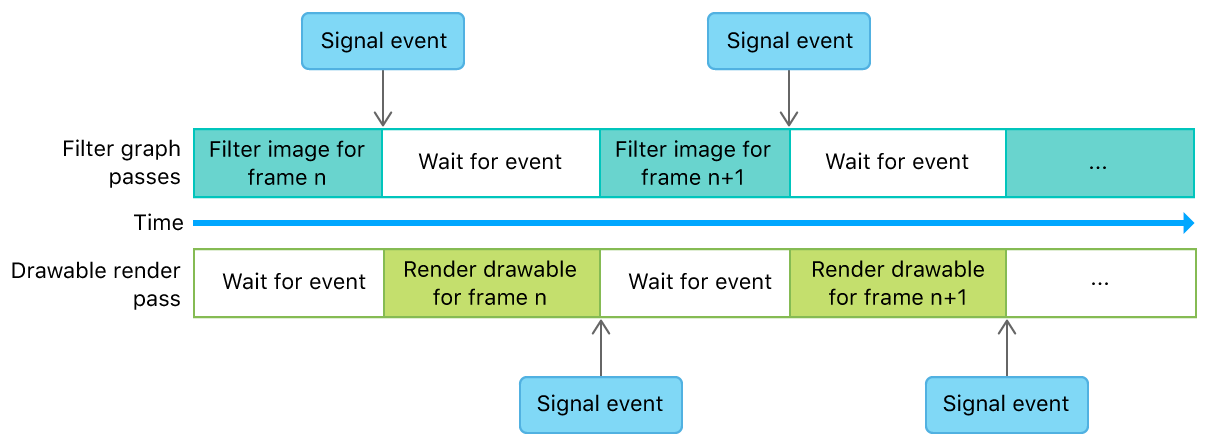 Signal event
Signal event
Filter graph
passes
Filter image for
frame n
Wait for event
Filter image for
frame n+1
Wait for event
...
Time
Drawable render
pass
Wait for event
Render drawable
for frame n
Wait for event
Render drawable
for frame n+1
...
Signal event
Signal event